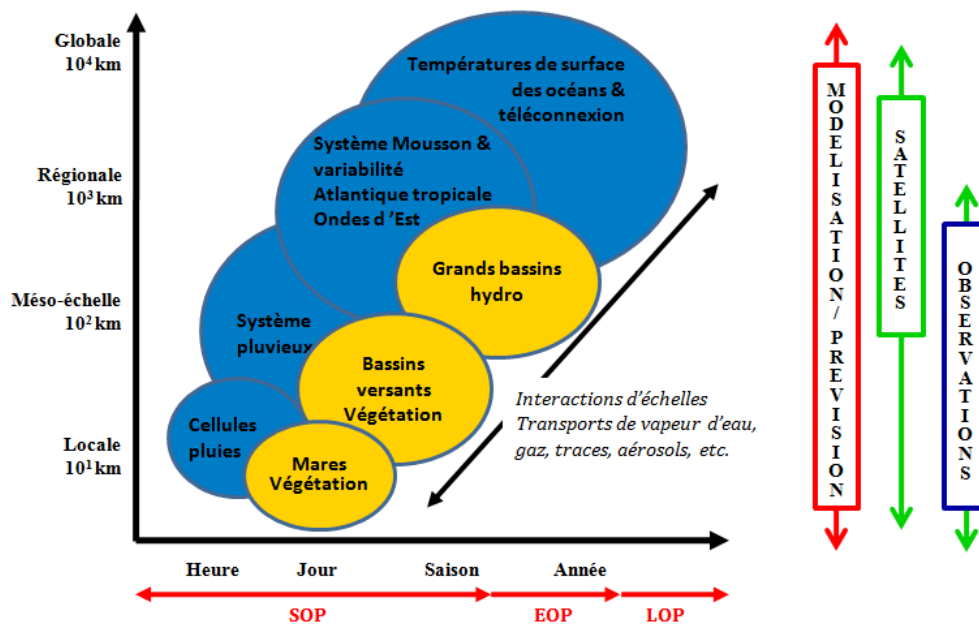 Globale
10⁴ km
Régionale
10³ km
Méso-échelle
10² km
Locale
10¹ km
Températures de surface
des océans &
téléconnexion
Système Mousson &
variabilité
Atlantique tropicale
Ondes d ’Est
Grands bassins
hydro
Système
pluvieux
Bassins
versants
Végétation
Cellules
pluies
Mares
Végétation
Interactions d’échelles
Transports de vapeur d’eau,
gaz, traces, aérosols, etc.
Heure Jour Saison Année
SOP EOP LOP
MODELISATION/ PREVISION
SATELLITES
OBSERVATIONS